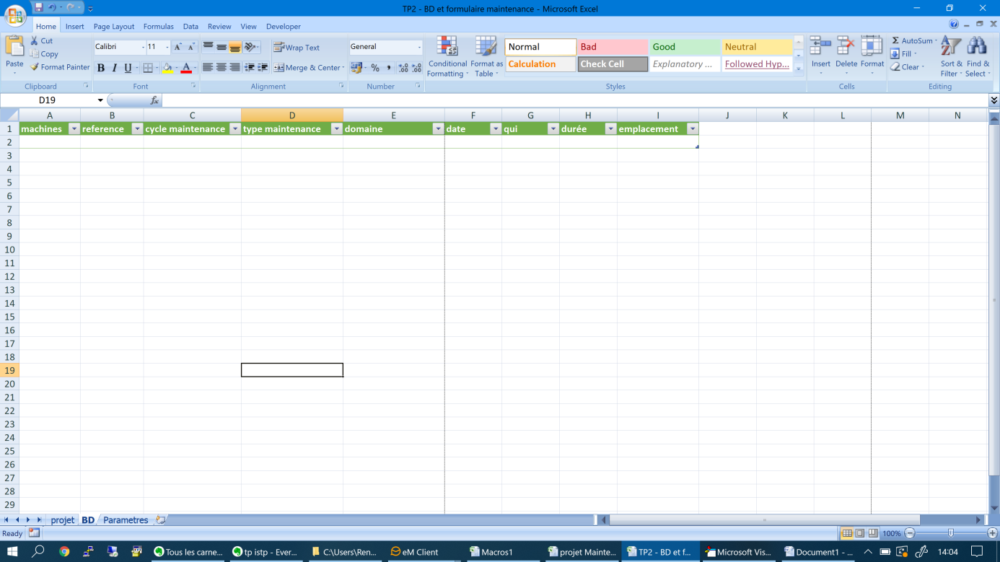 TP2 - BD et formulaire maintenance - Microsoft Excel
Home Insert Page Layout Formulas Data Review View Developer
Paste
Cut
Copy
Format Painter
Clipboard
Calibri 11
B I U A
Font
Wrap Text
Merge & Center
Alignment
General
%
Number
Conditional Formatting
Format as Table
Normal Bad Good Neutral
Calculation Check Cell Explanatory ... Followed Hyp...
Styles
Insert Delete Format
Cells
Σ AutoSum
Fill
Clear
Sort & Filter
Find & Select
Editing
D19 fx
A B C D E F G H I J K L M N
1 machines reference cycle maintenance type maintenance domaine date qui durée emplacement
2
3
4
5
6
7
8
9
10
11
12
13
14
15
16
17
18
19
20
21
22
23
24
25
26
27
28
29
projet BD Parametres
Ready 100%
Tous les carne... tp istp - Ever... C:\Users\Ren... eM Client Macros1 projet Mainte... TP2 - BD et f... Microsoft Vis... Document1 - ... 14:04